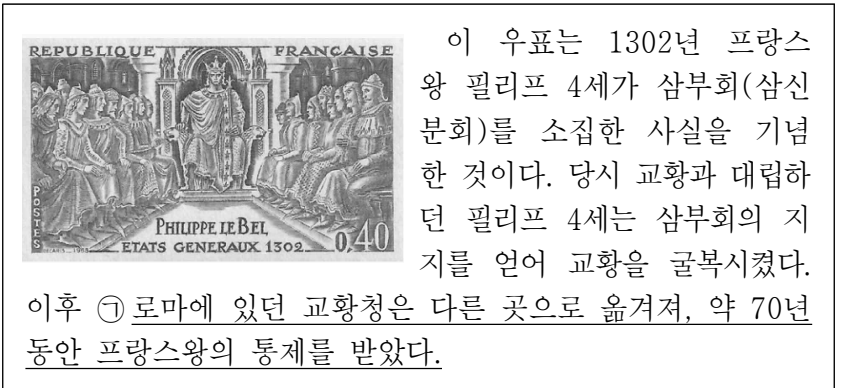 REPUBLIQUE FRANCAISE
이 우표는 1302년 프랑스
왕 필리프 4세가 삼부회(삼신
분회)를 소집한 사실을 기념
한 것이다. 당시 교황과 대립하
던 필리프 4세는 삼부회의 지
지를 얻어 교황을 굴복시켰다.
POSTES
PHILIPPE LE BEL
ETATS GENERAUX 1302
0,40
이후 ㉠로마에 있던 교황청은 다른 곳으로 옮겨져, 약 70년
동안 프랑스왕의 통제를 받았다.